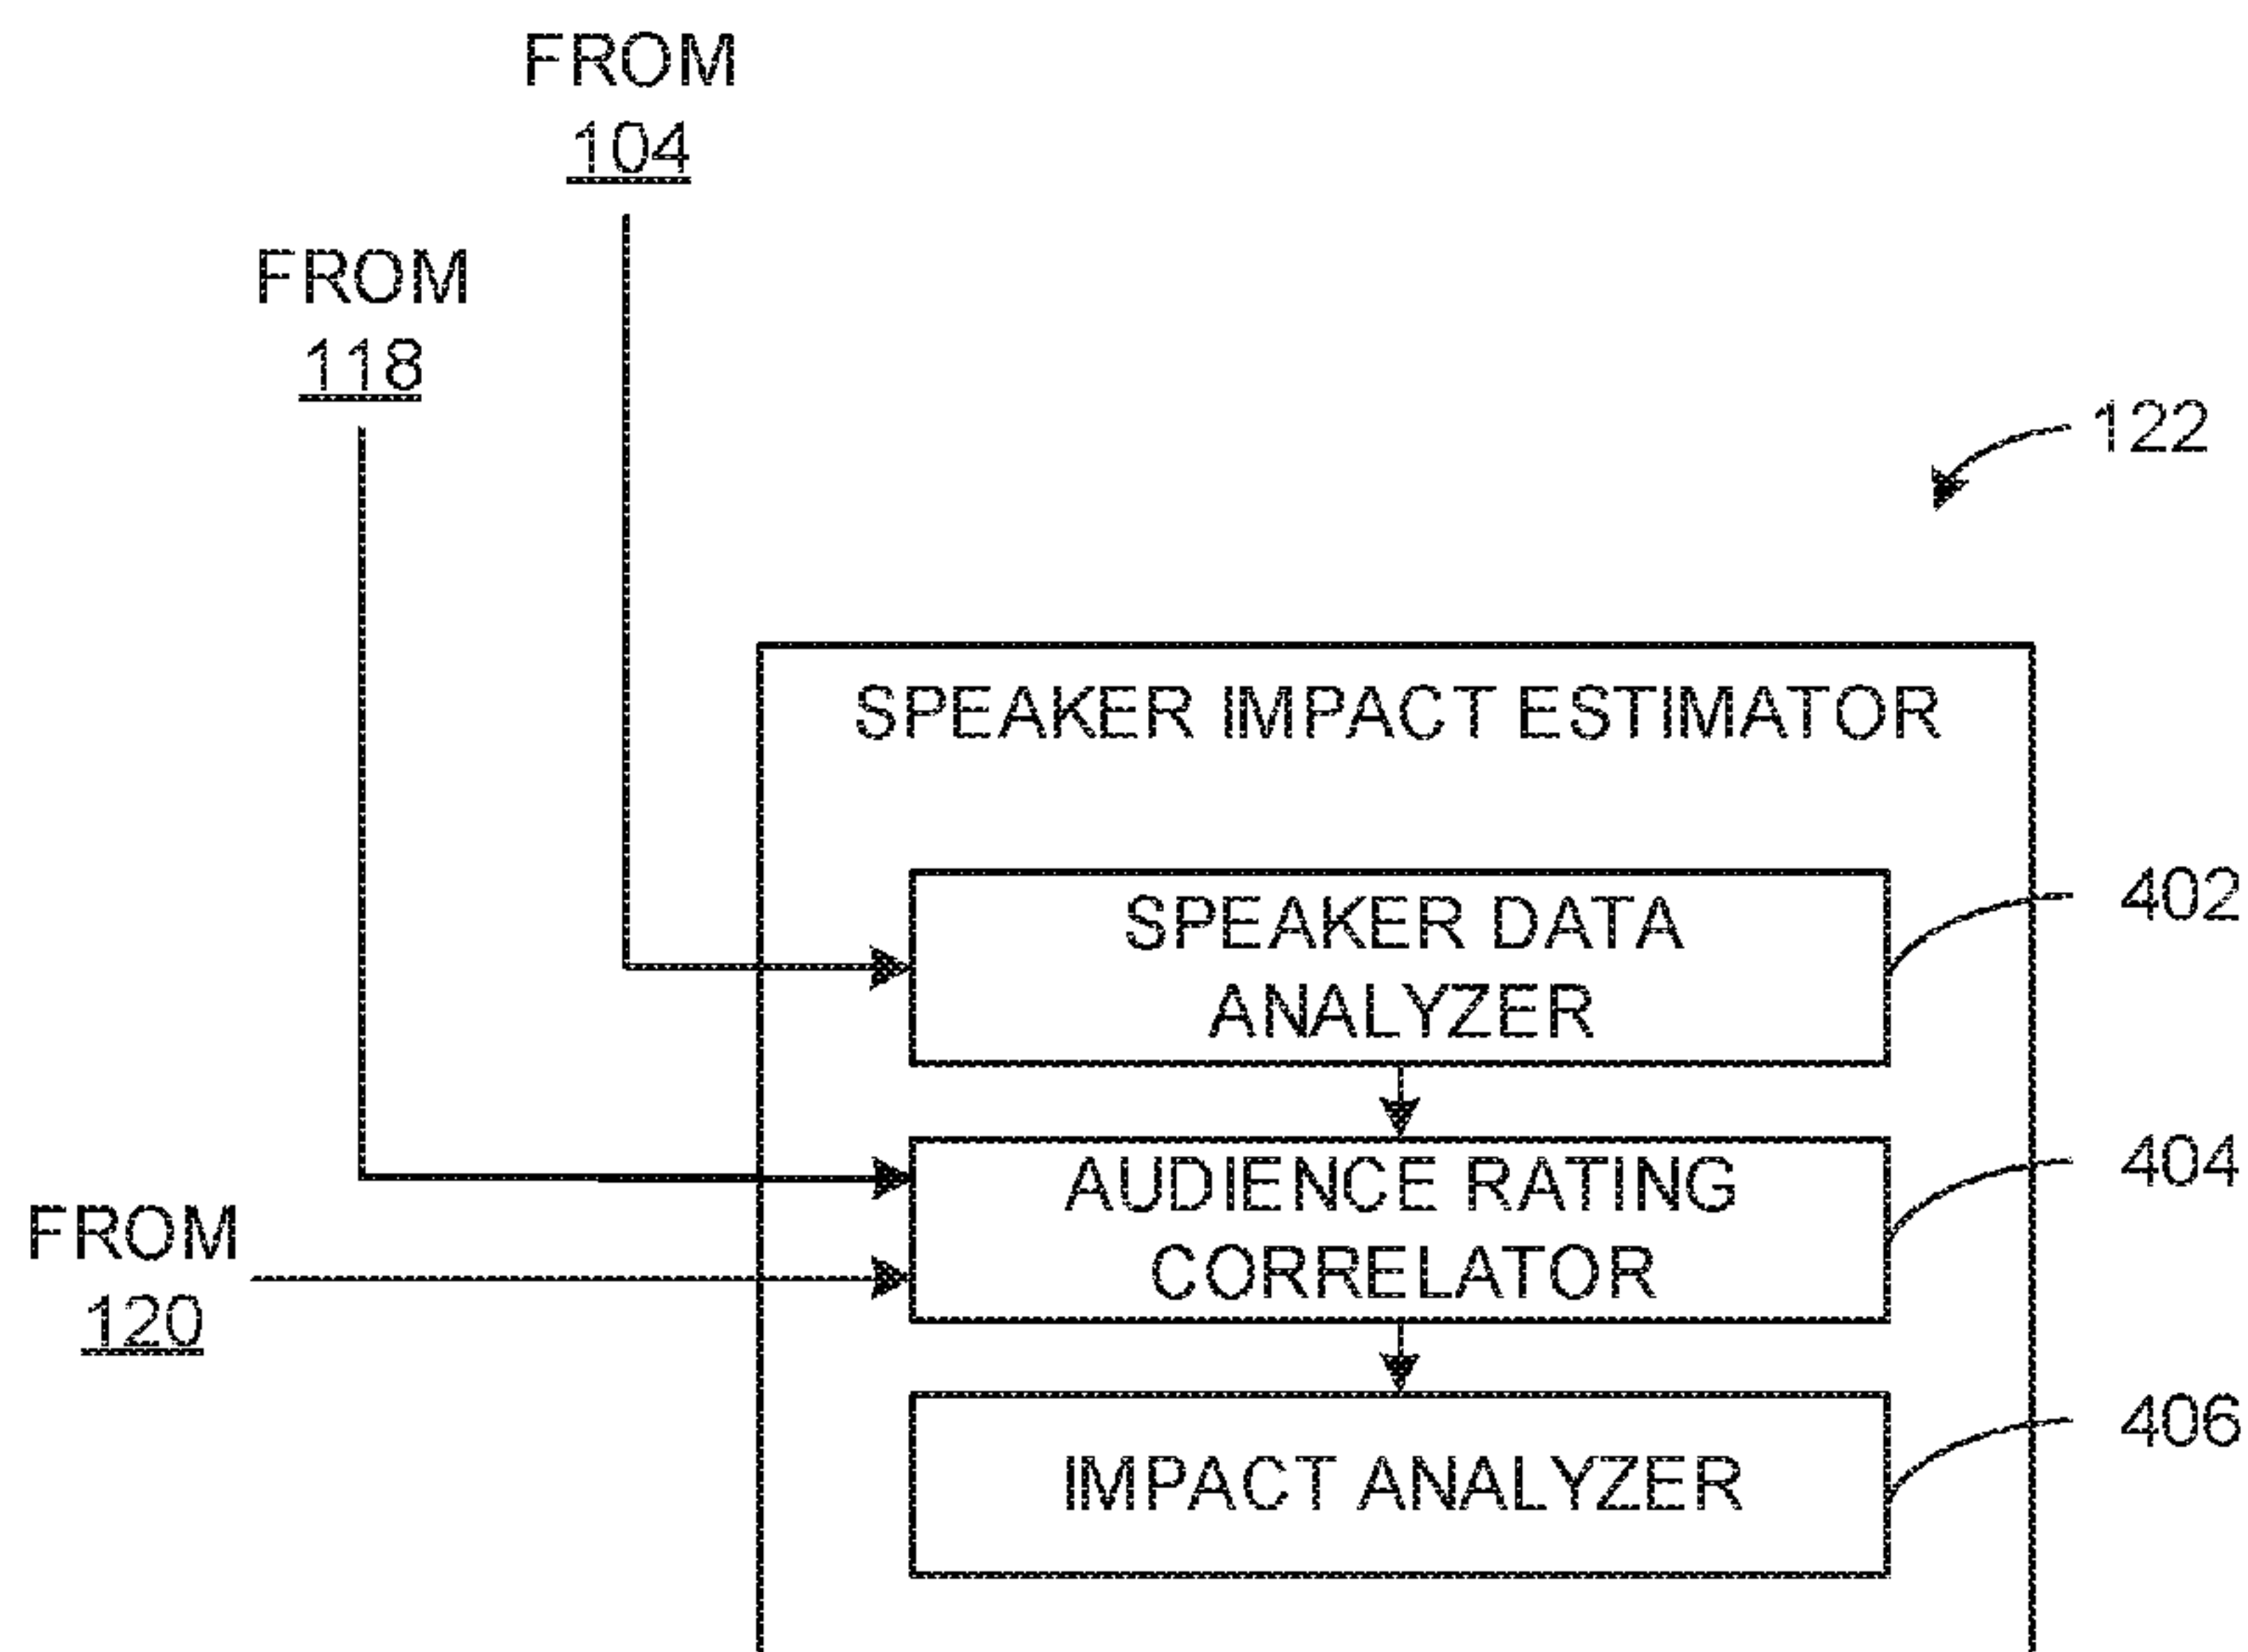 FROM
104
FROM
118
122
SPEAKER IMPACT ESTIMATOR
SPEAKER DATA
ANALYZER
402
AUDIENCE RATING
CORRELATOR
404
FROM
120
IMPACT ANALYZER
406